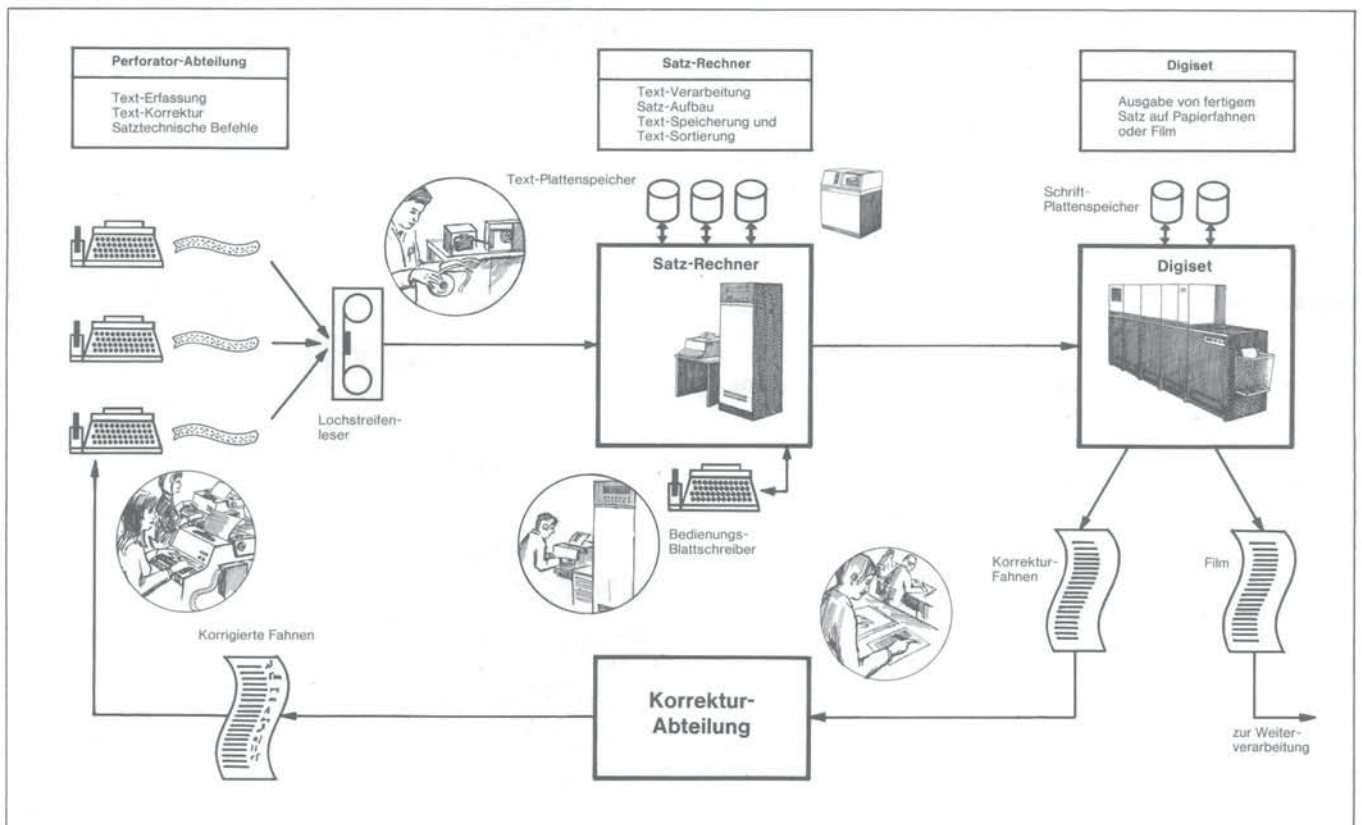 Perforator-Abteilung
Text-Erfassung
Text-Korrektur
Satztechnische Befehle
Satz-Rechner
Text-Verarbeitung
Satz-Aufbau
Text-Speicherung und
Text-Sortierung
Digiset
Ausgabe von fertigem
Satz auf Papierfahnen
oder Film
Text-Plattenspeicher
Schrift-
Plattenspeicher
Satz-Rechner
Digiset
Lochstreifen-
leser
Bedienungs-
Blattschreiber
Korrektur-
Fahnen
Film
Korrigierte Fahnen
Korrektur-
Abteilung
zur Weiter-
verarbeitung